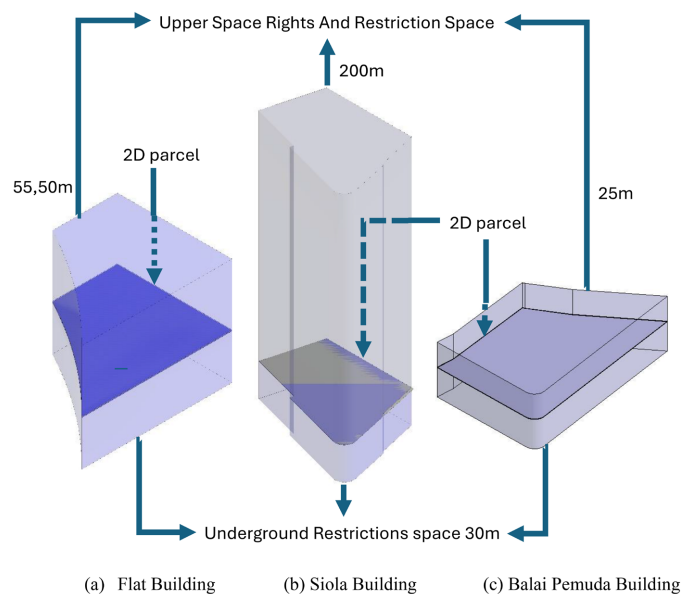 Upper Space Rights And Restriction Space
200m
2D parcel
55,50m
25m
2D parcel
Underground Restrictions space 30m
(a) Flat Building
(b) Siola Building
(c) Balai Pemuda Building